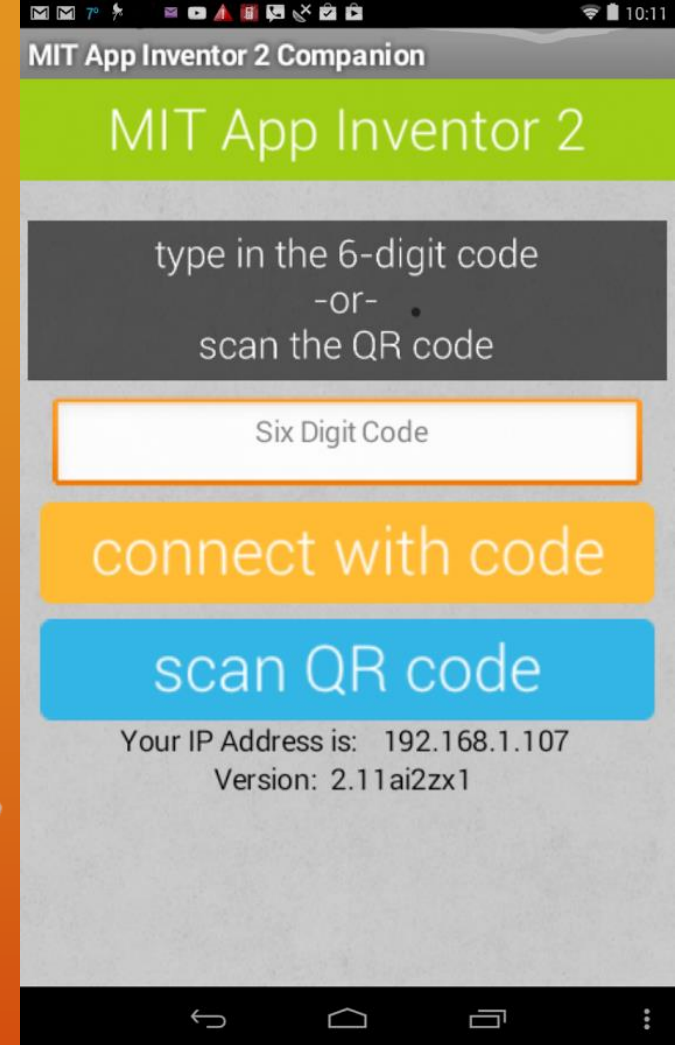 7° 10:11
MIT App Inventor 2 Companion
MIT App Inventor 2
type in the 6-digit code
-or-
scan the QR code
Six Digit Code
connect with code
scan QR code
Your IP Address is: 192.168.1.107
Version: 2.11ai2zx1